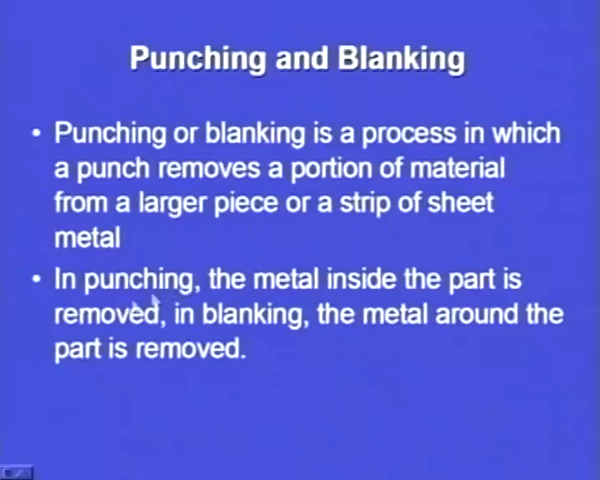 Punching and Blanking
• Punching or blanking is a process in which
a punch removes a portion of material
from a larger piece or a strip of sheet
metal
• In punching, the metal inside the part is
removed, in blanking, the metal around the
part is removed.